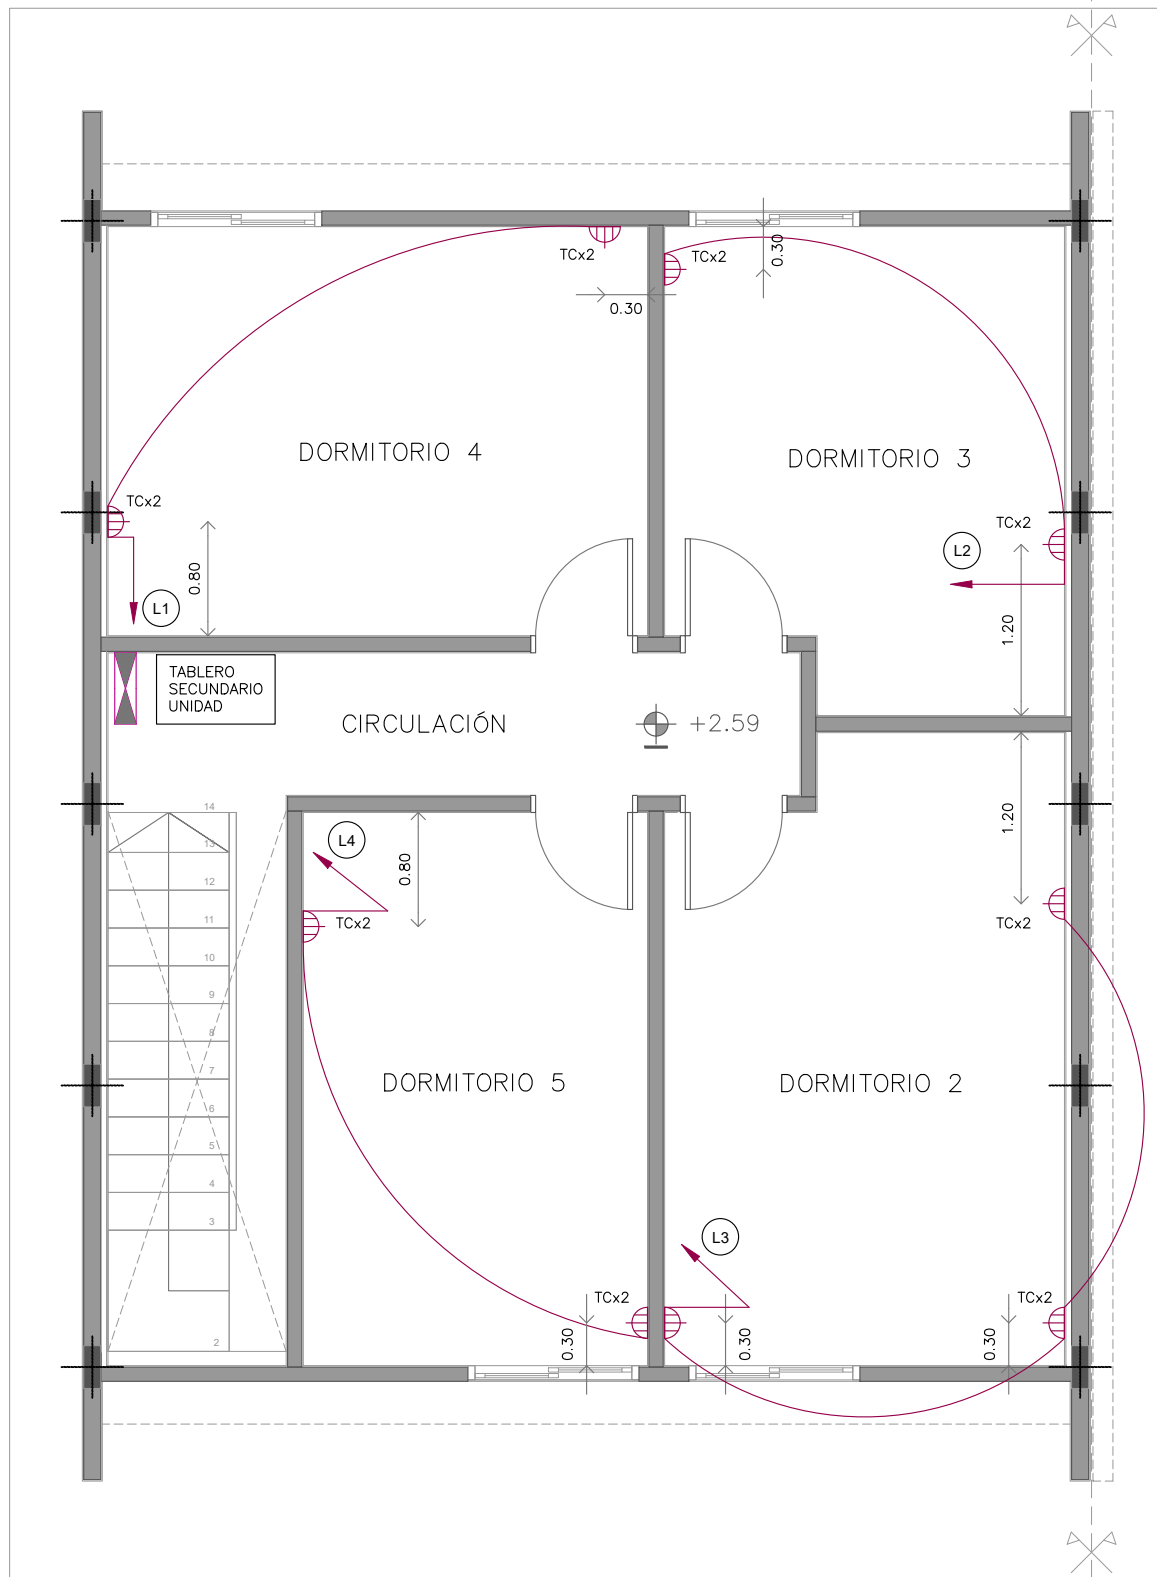 TCx2
TCx2
0.30
0.30
DORMITORIO 4
DORMITORIO 3
TCx2
TCx2
L2
0.80
L1
1.20
TABLERO
SECUNDARIO
UNIDAD
CIRCULACIÓN
+2.59
14
13
12
11
10
9
8
7
6
5
4
3
2
L4
0.80
1.20
TCx2
TCx2
DORMITORIO 5
DORMITORIO 2
L3
TCx2
TCx2
0.30
0.30
0.30